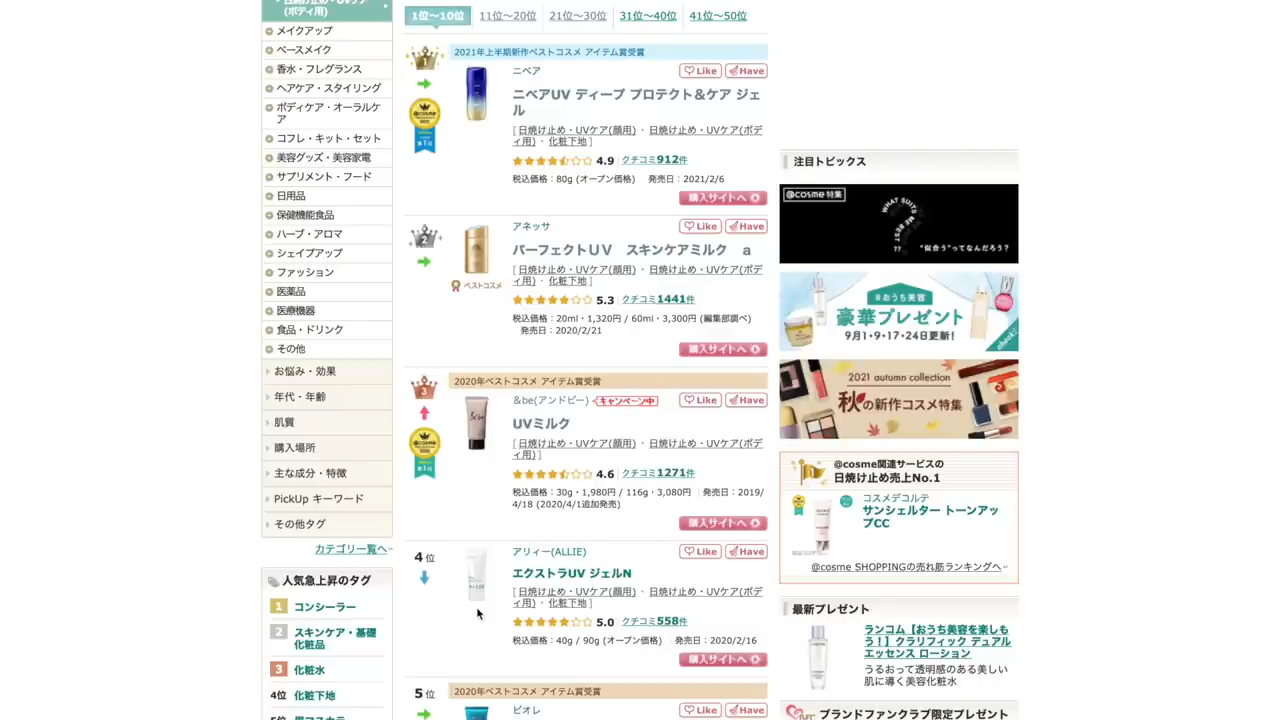 日焼け止め・UVケア
(ボディ用)
メイクアップ
ベースメイク
香水・フレグランス
ヘアケア・スタイリング
ボディケア・オーラルケ
ア
コフレ・キット・セット
美容グッズ・美容家電
サプリメント・フード
日用品
保健機能食品
ハーブ・アロマ
シェイプアップ
ファッション
医薬品
医療機器
食品・ドリンク
その他
お悩み・効果
年代・年齢
肌質
購入場所
主な成分・特徴
PickUp キーワード
その他タグ
カテゴリ一覧へ
人気急上昇のタグ
1 コンシーラー
2 スキンケア・基礎
化粧品
3 化粧水
4位 化粧下地
1位～10位 11位～20位 21位～30位 31位～40位 41位～50位
1
2021年上半期新作ベストコスメ アイテム賞受賞
ニベア
Like Have
ニベアUV ディープ プロテクト＆ケア ジェ
ル
[ 日焼け止め・UVケア(顔用) ・ 日焼け止め・UVケア(ボディ
用) ・ 化粧下地 ]
4.9 クチコミ912件
税込価格：80g (オープン価格) 発売日：2021/2/6
購入サイトへ
2
アネッサ
Like Have
パーフェクトＵＶ　スキンケアミルク　ａ
[ 日焼け止め・UVケア(顔用) ・ 日焼け止め・UVケア(ボディ
用) ・ 化粧下地 ]
ベストコスメ
5.3 クチコミ1441件
税込価格：20ml・1,320円 / 60ml・3,300円 (編集部調べ)
発売日：2020/2/21
購入サイトへ
3
2020年ベストコスメ アイテム賞受賞
＆be(アンドビー) キャンペーン中
Like Have
UVミルク
[ 日焼け止め・UVケア(顔用) ・ 日焼け止め・UVケア(ボディ
用) ]
4.6 クチコミ1271件
税込価格：30g・1,980円 / 116g・3,080円 発売日：2019/
4/18 (2020/4/1追加発売)
購入サイトへ
4位
アリィー(ALLIE)
Like Have
エクストラUV ジェルN
[ 日焼け止め・UVケア(顔用) ・ 日焼け止め・UVケア(ボディ
用) ・ 化粧下地 ]
5.0 クチコミ558件
税込価格：40g / 90g (オープン価格) 発売日：2020/2/16
購入サイトへ
5位
2020年ベストコスメ アイテム賞受賞
ビオレ
Like Have
注目トピックス
@cosme 特集
WHAT SUITS ME BEST ??
“似合う”ってなんだろう？
#おうち美容
豪華プレゼント
9月1・9・17・24日更新!
check!
2021 autumn collection
秋の新作コスメ特集
@cosme関連サービスの
日焼け止め売上No.1
コスメデコルテ
サンシェルター トーンアッ
プCC
@cosme SHOPPINGの売れ筋ランキングへ
最新プレゼント
ランコム【おうち美容を楽しも
う！】クラリフィック デュアル
エッセンス ローション
うるおって透明感のある美しい
肌に導く美容化粧水
ブランドファンクラブ限定プレゼント